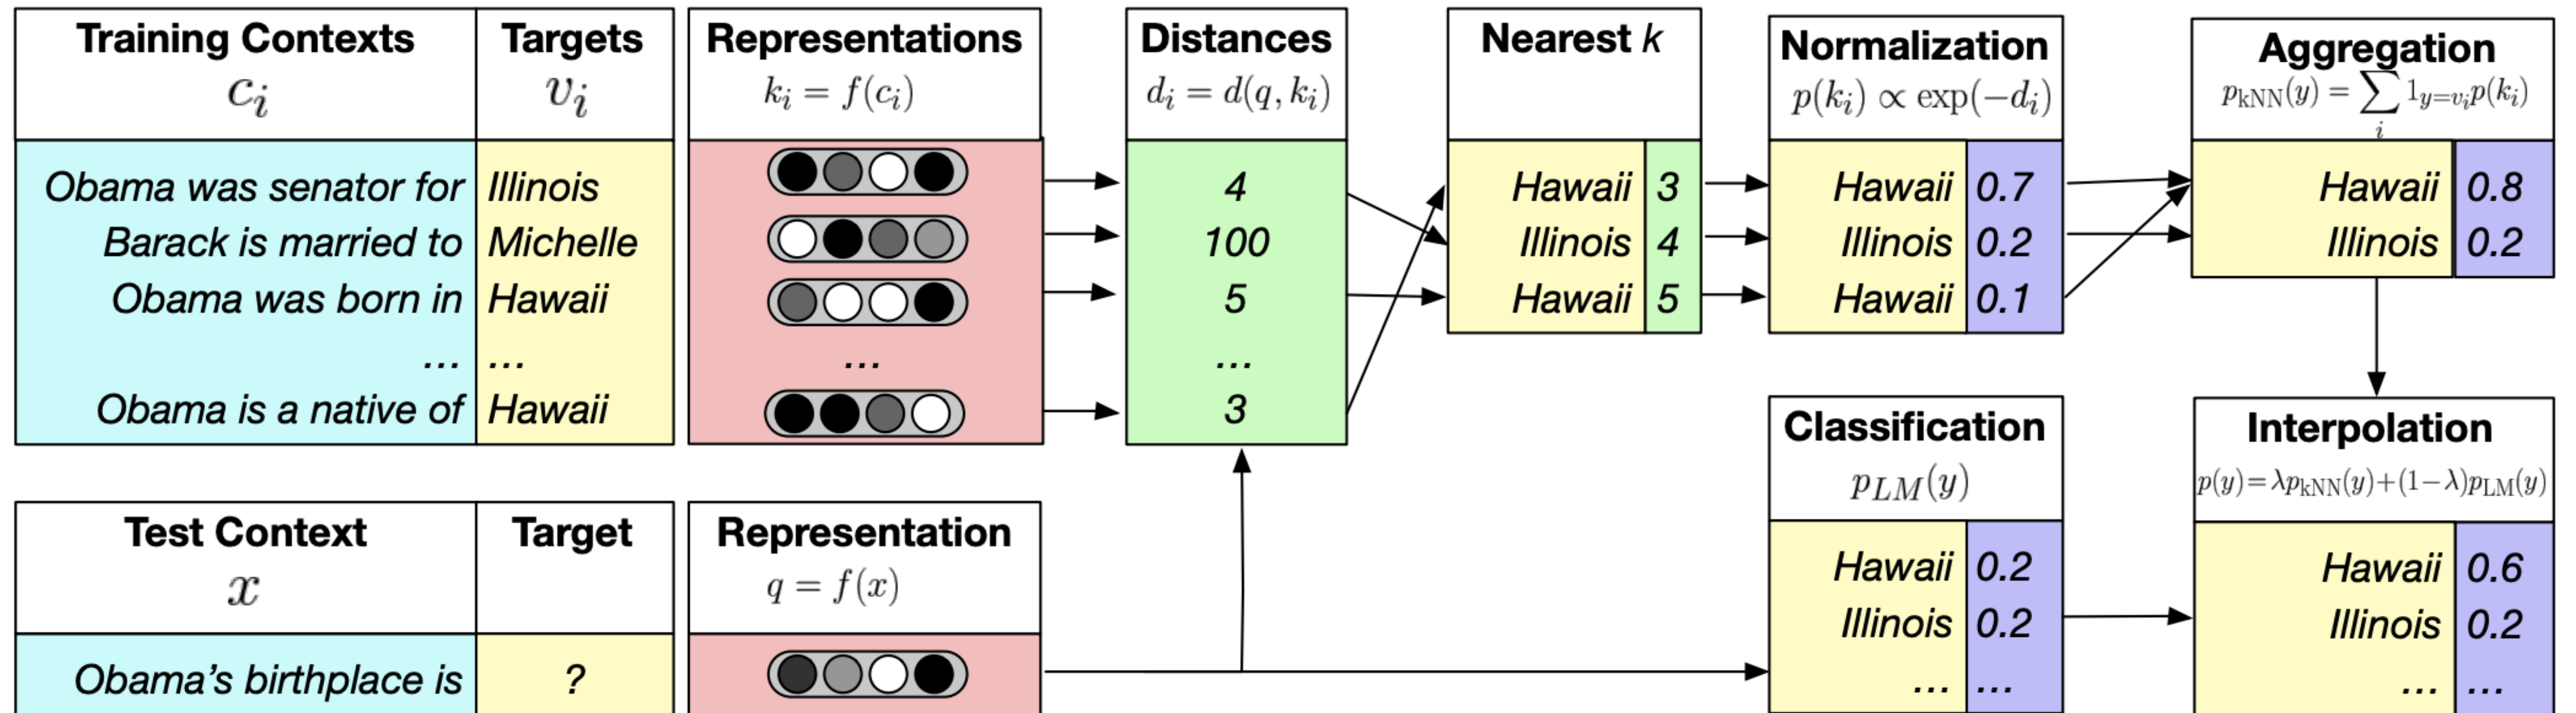 Training Contexts
c_i
Obama was senator for
Barack is married to
Obama was born in
...
Obama is a native of
Targets
v_i
Illinois
Michelle
Hawaii
...
Hawaii
Representations
k_i = f(c_i)
...
Distances
d_i = d(q, k_i)
4
100
5
...
3
Nearest k
Hawaii 3
Illinois 4
Hawaii 5
Normalization
p(k_i) ∝ exp(−d_i)
Hawaii 0.7
Illinois 0.2
Hawaii 0.1
Aggregation
p_kNN(y) = ∑_i 1_{y=v_i} p(k_i)
Hawaii 0.8
Illinois 0.2
Test Context
x
Obama’s birthplace is
Target
?
Representation
q = f(x)
Classification
p_LM(y)
Hawaii 0.2
Illinois 0.2
... ...
Interpolation
p(y) = λp_kNN(y) + (1−λ)p_LM(y)
Hawaii 0.6
Illinois 0.2
... ...